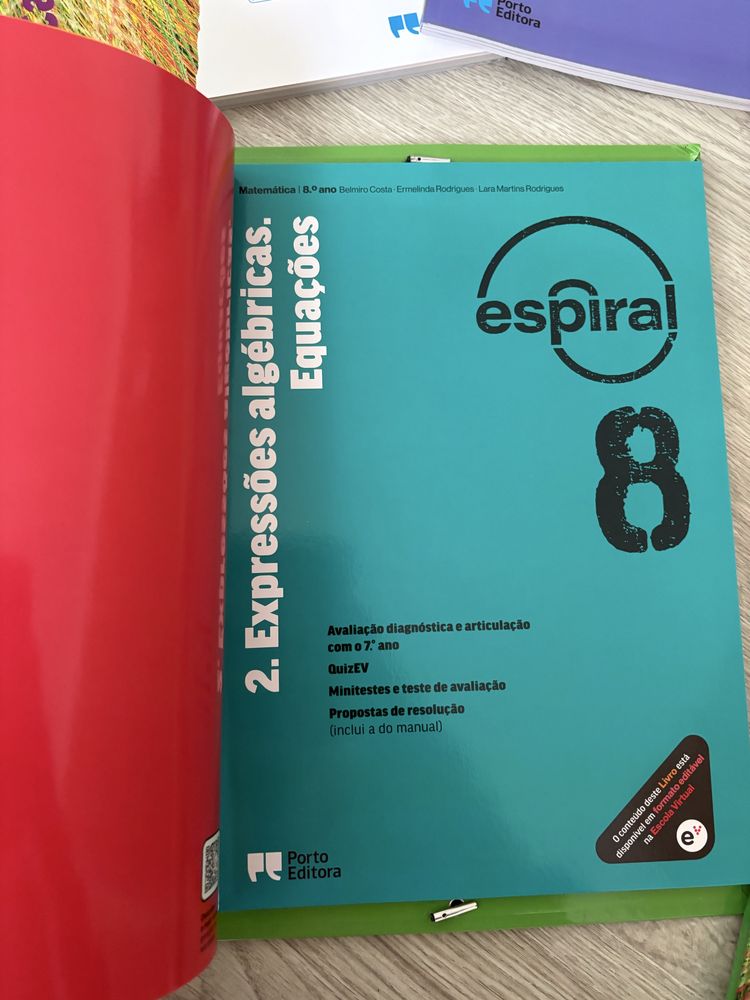 Porto
Editora
Matemática | 8.º ano Belmiro Costa · Ermelinda Rodrigues · Lara Martins Rodrigues
2. Expressões algébricas.
Equações
espiral
8
Avaliação diagnóstica e articulação
com o 7.º ano
QuizEV
Minitestes e teste de avaliação
Propostas de resolução
(inclui a do manual)
O conteúdo deste Livro está
disponível em formato editável
na Escola Virtual
e
Porto
Editora